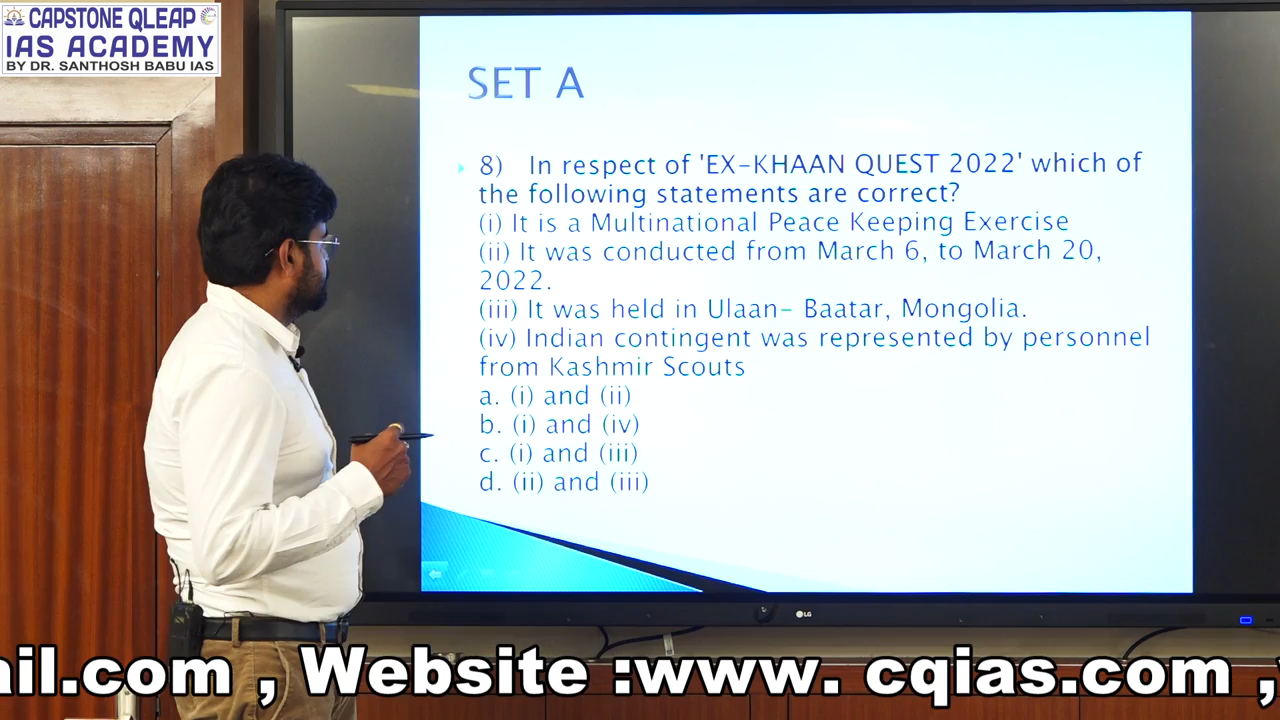 CAPSTONE QLEAP
IAS ACADEMY
BY DR. SANTHOSH BABU IAS
SET A
8) In respect of 'EX-KHAAN QUEST 2022' which of
the following statements are correct?
(i) It is a Multinational Peace Keeping Exercise
(ii) It was conducted from March 6, to March 20,
2022.
(iii) It was held in Ulaan- Baatar, Mongolia.
(iv) Indian contingent was represented by personnel
from Kashmir Scouts
a. (i) and (ii)
b. (i) and (iv)
c. (i) and (iii)
d. (ii) and (iii)
LG
ail.com , Website :www. cqias.com ,